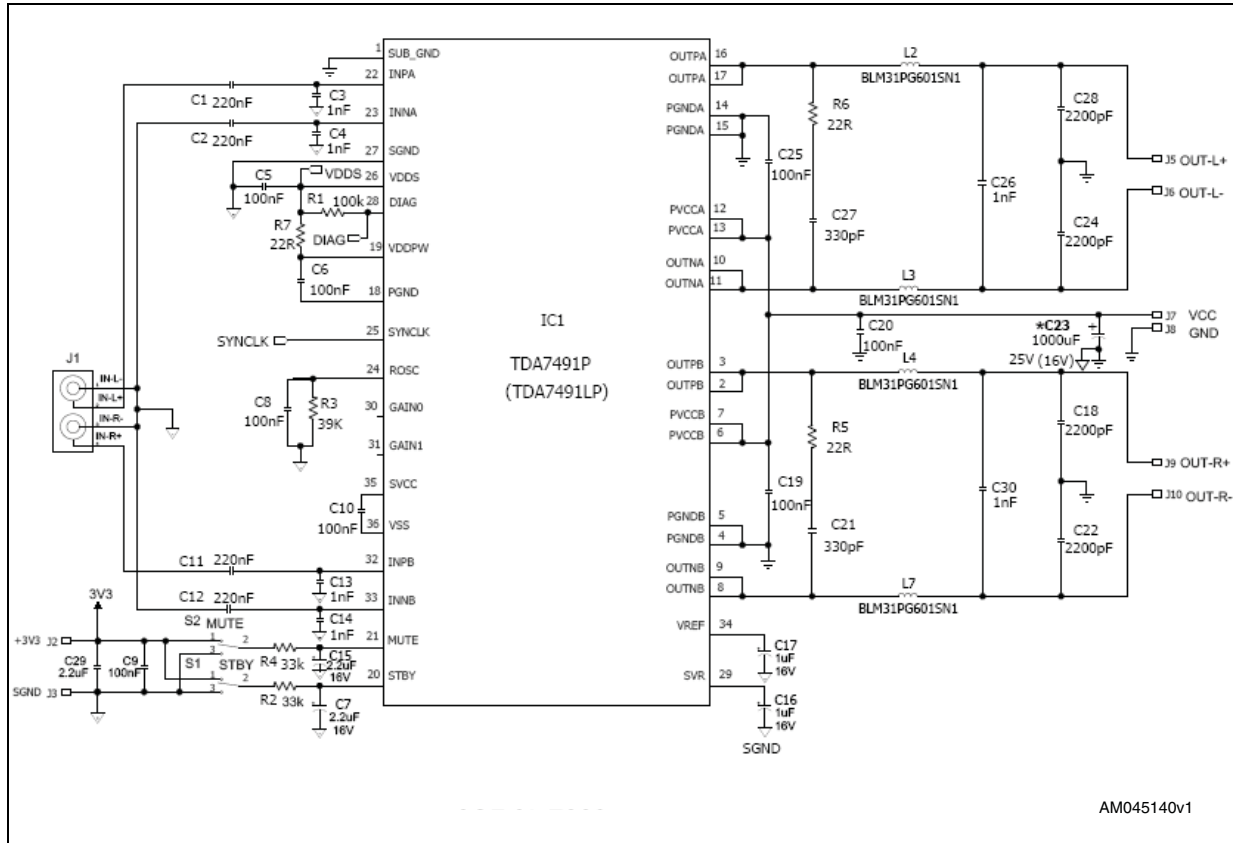 1 SUB_GND
22 INPA
C1 220nF
C3
1nF
23 INNA
C2 220nF
C4
1nF
27 SGND
VDDS 26 VDDS
C5
100nF
R1 100k 28 DIAG
R7
22R
DIAG 19 VDDPW
C6
100nF
18 PGND
SYNCLK 25 SYNCLK
24 ROSC
C8
100nF
R3
39K
30 GAIN0
31 GAIN1
J1
IN-L-
IN-L+
IN-R-
IN-R+
35 SVCC
C10
100nF
36 VSS
C11 220nF 32 INPB
C13
1nF
C12 220nF 33 INNB
C14
1nF
3V3
S2 MUTE
1 2 3
+3V3 J2
C29
2.2uF
C9
100nF
SGND J3
S1 STBY
1 2 3
R4 33k
21 MUTE
C15
2.2uF
16V
R2 33k
20 STBY
C7
2.2uF
16V
IC1
TDA7491P
(TDA7491LP)
OUTPA 16
OUTPA 17
L2
BLM31PG601SN1
PGNDA 14
PGNDA 15
R6
22R
C25
100nF
C28
2200pF
J5 OUT-L+
C26
1nF
J6 OUT-L-
PVCCA 12
PVCCA 13
C27
330pF
C24
2200pF
OUTNA 10
OUTNA 11
L3
BLM31PG601SN1
C20
100nF
*C23
1000uF
25V (16V)
J7 VCC
J8 GND
OUTPB 3
OUTPB 2
L4
BLM31PG601SN1
PVCCB 7
PVCCB 6
R5
22R
C18
2200pF
J9 OUT-R+
C19
100nF
C30
1nF
J10 OUT-R-
PGNDB 5
PGNDB 4
C21
330pF
C22
2200pF
OUTNB 9
OUTNB 8
L7
BLM31PG601SN1
VREF 34
C17
1uF
16V
SVR 29
C16
1uF
16V
SGND
AM045140v1